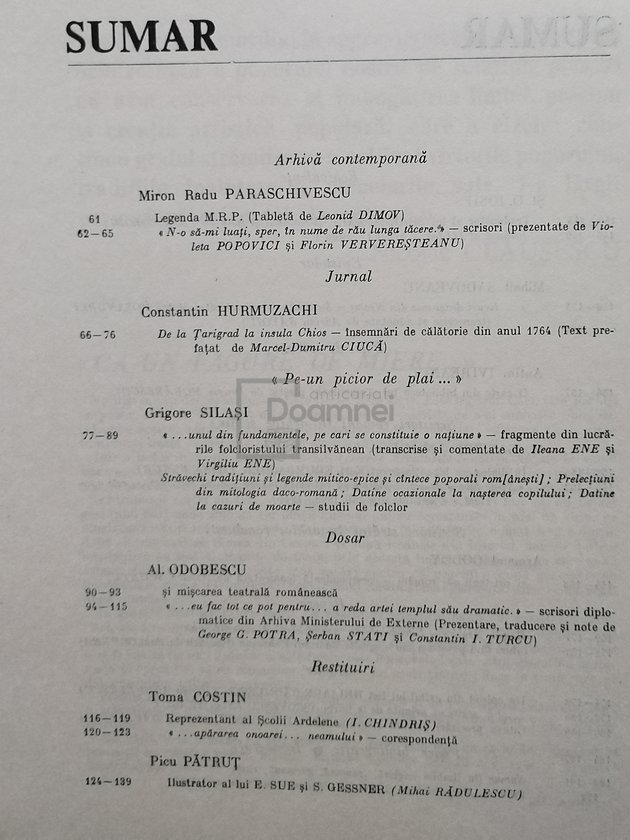 SUMAR
Arhivă contemporană
Miron Radu PARASCHIVESCU
61 Legenda M.R.P. (Tabletă de Leonid DIMOV)
62—65 « N-o să-mi luați, sper, în nume de rău lunga tăcere.» — scrisori (prezentate de Vio-
leta POPOVICI și Florin VERVEREȘTEANU)
Jurnal
Constantin HURMUZACHI
66—76 De la Țarigrad la insula Chios — însemnări de călătorie din anul 1764 (Text pre-
fațat de Marcel-Dumitru CIUCĂ)
« Pe-un picior de plai ... »
anticariat
Doamnei
Grigore SILAȘI
77—89 « ...unul din fundamentele, pe cari se constituie o națiune » — fragmente din lucră-
rile folcloristului transilvănean (transcrise și comentate de Ileana ENE și
Virgiliu ENE)
Străvechi tradițiuni și legende mitico-epice și cîntece poporali rom[ânești] ; Prelecțiuni
din mitologia daco-romană ; Datine ocazionale la nașterea copilului ; Datine
la cazuri de moarte — studii de folclor
Dosar
Al. ODOBESCU
90—93 și mișcarea teatrală românească
94—115 « ...eu fac tot ce pot pentru... a reda artei templul său dramatic. » — scrisori diplo-
matice din Arhiva Ministerului de Externe (Prezentare, traducere și note de
George G. POTRA, Șerban STATI și Constantin I. TURCU)
Restituiri
Toma COSTIN
116—119 Reprezentant al Școlii Ardelene (I. CHINDRIȘ)
120—123 « ...apărarea onoarei... neamului » — corespondență
Picu PĂTRUȚ
124—139 Ilustrator al lui E. SUE și S. GESSNER (Mihai RĂDULESCU)